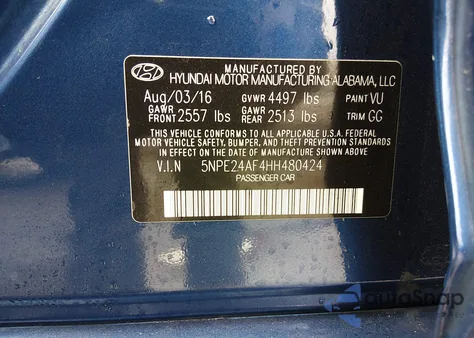 MANUFACTURED BY
HYUNDAI MOTOR MANUFACTURING ALABAMA, LLC
Aug/03/16 GVWR 4497 lbs PAINT VU
GAWR FRONT 2557 lbs GAWR REAR 2513 lbs TRIM GG
THIS VEHICLE CONFORMS TO ALL APPLICABLE U.S.A. FEDERAL
MOTOR VEHICLE SAFETY, BUMPER, AND THEFT PREVENTION
STANDARDS IN EFFECT ON THE DATE OF MANUFACTURE SHOWN ABOVE.
V.I.N 5NPE24AF4HH480424
PASSENGER CAR
autoSnap